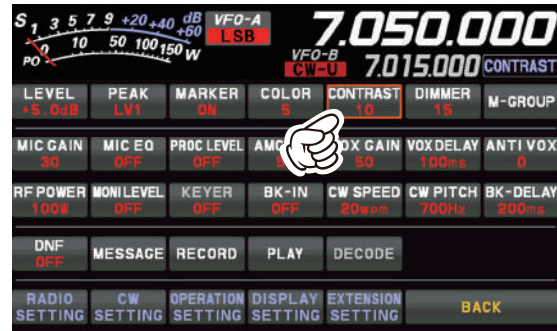 S 1 3 5 7 9 +20 +40 +60 dB
PO 0 10 50 100 150 W
VFO-A
LSB
7.050.000
VFO-B
CW-U
7.015.000
CONTRAST
LEVEL PEAK MARKER COLOR CONTRAST DIMMER M-GROUP
+5.0dB LV1 ON 5 10 15
MIC GAIN MIC EQ PROC LEVEL VOX DELAY ANTI VOX
30 OFF OFF 50 100ms 0
RF POWER MONI LEVEL KEYER BK-IN CW SPEED CW PITCH BK-DELAY
100W OFF OFF OFF 20wpm 700Hz 200ms
DNF MESSAGE RECORD PLAY DECODE
OFF
RADIO CW OPERATION DISPLAY EXTENSION BACK
SETTING SETTING SETTING SETTING SETTING